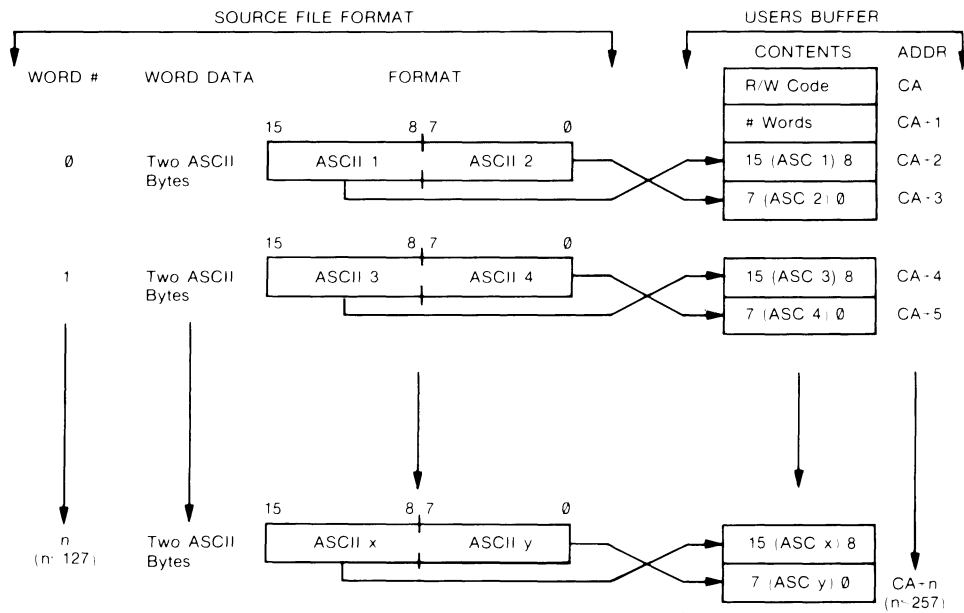 SOURCE FILE FORMAT
USERS BUFFER
CONTENTS ADDR
WORD # WORD DATA FORMAT
R/W Code CA
# Words CA-1
15 8 7 Ø
Ø Two ASCII Bytes ASCII 1 ASCII 2 15 (ASC 1) 8 CA-2
7 (ASC 2) Ø CA-3
15 8 7 Ø
1 Two ASCII Bytes ASCII 3 ASCII 4 15 (ASC 3) 8 CA-4
7 (ASC 4) Ø CA-5
15 8 7 Ø
n Two ASCII Bytes ASCII x ASCII y 15 (ASC x) 8
(n- 127)
7 (ASC y) Ø CA-n
(n-257)